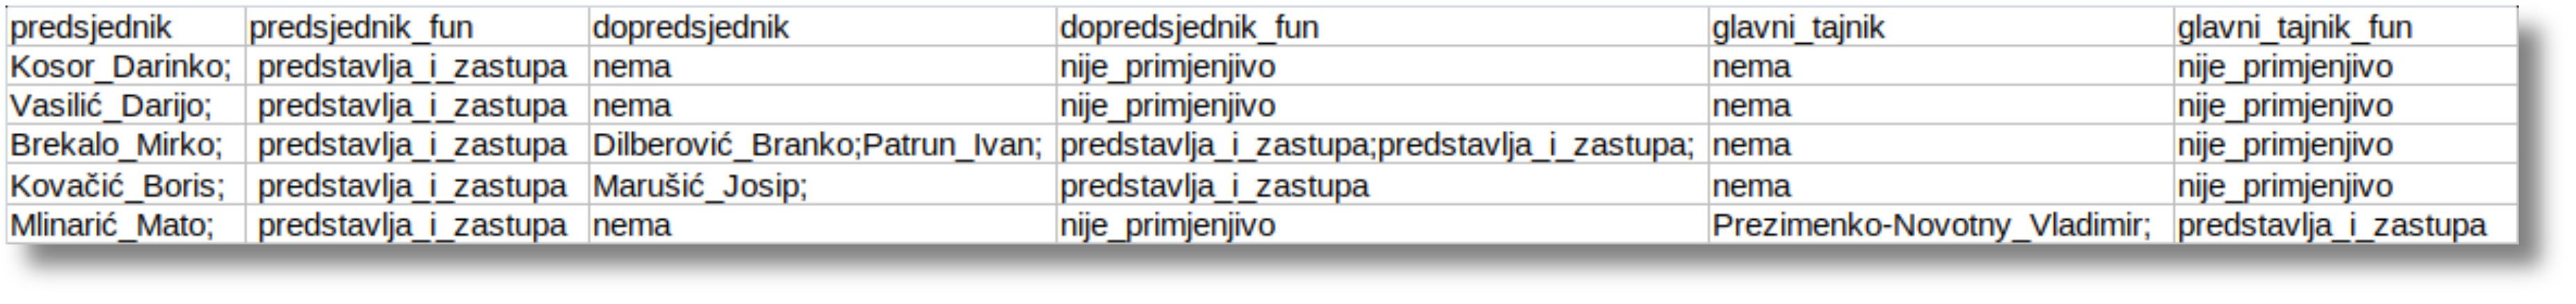 predsjednik predsjednik_fun dopredsjednik dopredsjednik_fun glavni_tajnik glavni_tajnik_fun
Kosor_Darinko; predstavlja_i_zastupa nema nije_primjenjivo nema nije_primjenjivo
Vasilić_Darijo; predstavlja_i_zastupa nema nije_primjenjivo nema nije_primjenjivo
Brekalo_Mirko; predstavlja_i_zastupa Dilberović_Branko;Patrun_Ivan; predstavlja_i_zastupa;predstavlja_i_zastupa; nema nije_primjenjivo
Kovačić_Boris; predstavlja_i_zastupa Marušić_Josip; predstavlja_i_zastupa nema nije_primjenjivo
Mlinarić_Mato; predstavlja_i_zastupa nema nije_primjenjivo Prezimenko-Novotny_Vladimir; predstavlja_i_zastupa